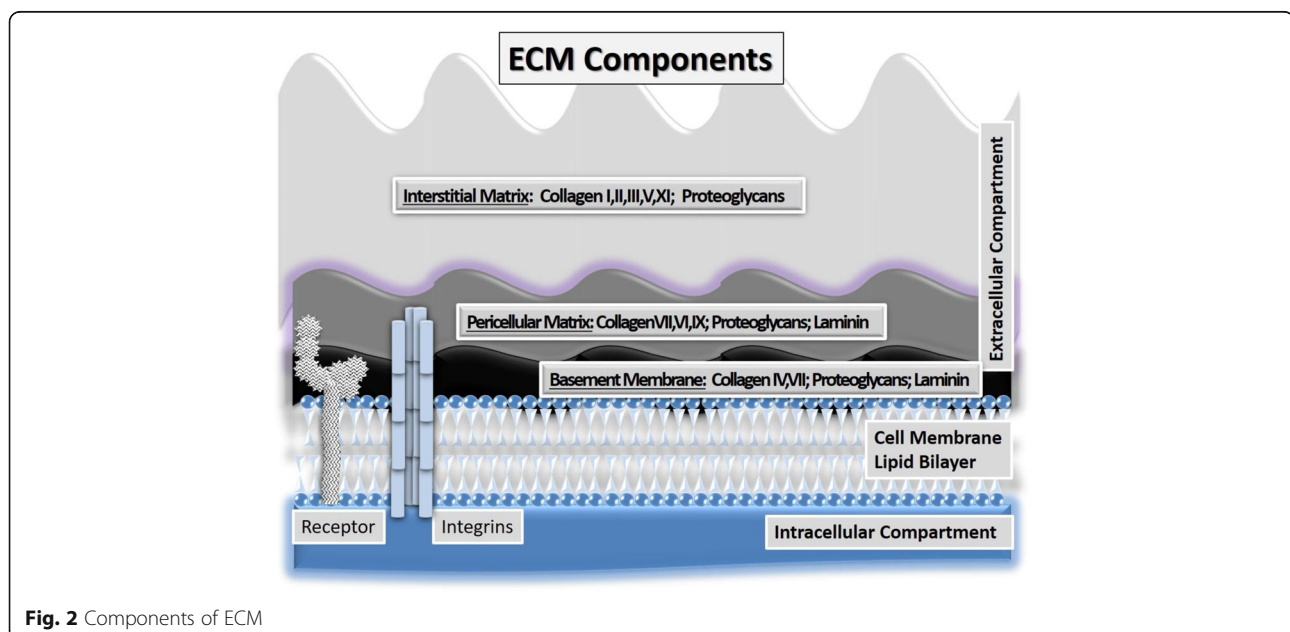 ECM Components
Interstitial Matrix: Collagen I,II,III,V,XI; Proteoglycans
Extracellular Compartment
Pericellular Matrix: CollagenVII,VI,IX; Proteoglycans; Laminin
Basement Membrane: Collagen IV,VII; Proteoglycans; Laminin
Cell Membrane
Lipid Bilayer
Receptor
Integrins
Intracellular Compartment
Fig. 2 Components of ECM